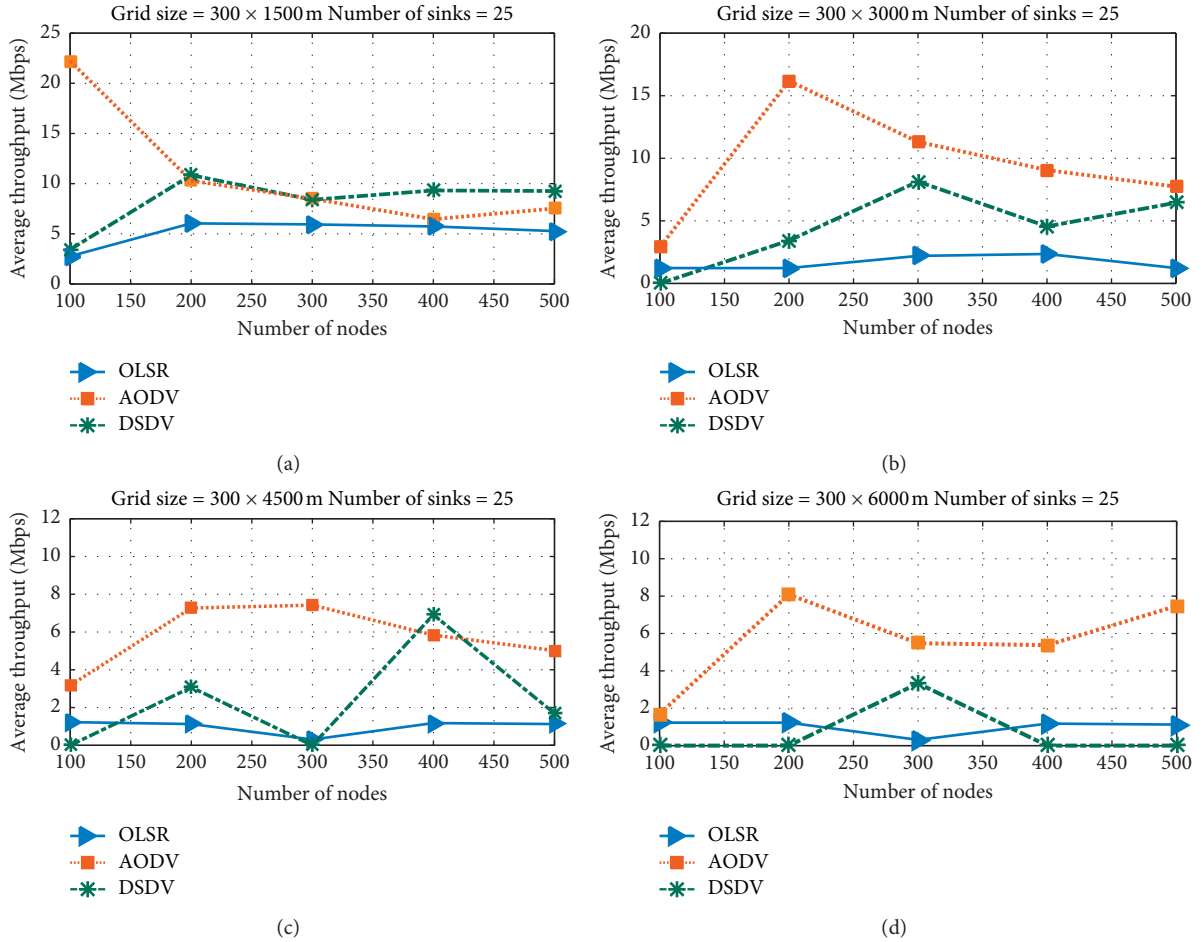 Grid size = 300 × 1500 m Number of sinks = 25
Average throughput (Mbps)
25
20
15
10
5
0
100 150 200 250 300 350 400 450 500
Number of nodes
OLSR
AODV
DSDV
(a)
Grid size = 300 × 3000 m Number of sinks = 25
Average throughput (Mbps)
20
15
10
5
0
100 150 200 250 300 350 400 450 500
Number of nodes
OLSR
AODV
DSDV
(b)
Grid size = 300 × 4500 m Number of sinks = 25
Average throughput (Mbps)
12
10
8
6
4
2
0
100 150 200 250 300 350 400 450 500
Number of nodes
OLSR
AODV
DSDV
(c)
Grid size = 300 × 6000 m Number of sinks = 25
Average throughput (Mbps)
12
10
8
6
4
2
0
100 150 200 250 300 350 400 450 500
Number of nodes
OLSR
AODV
DSDV
(d)